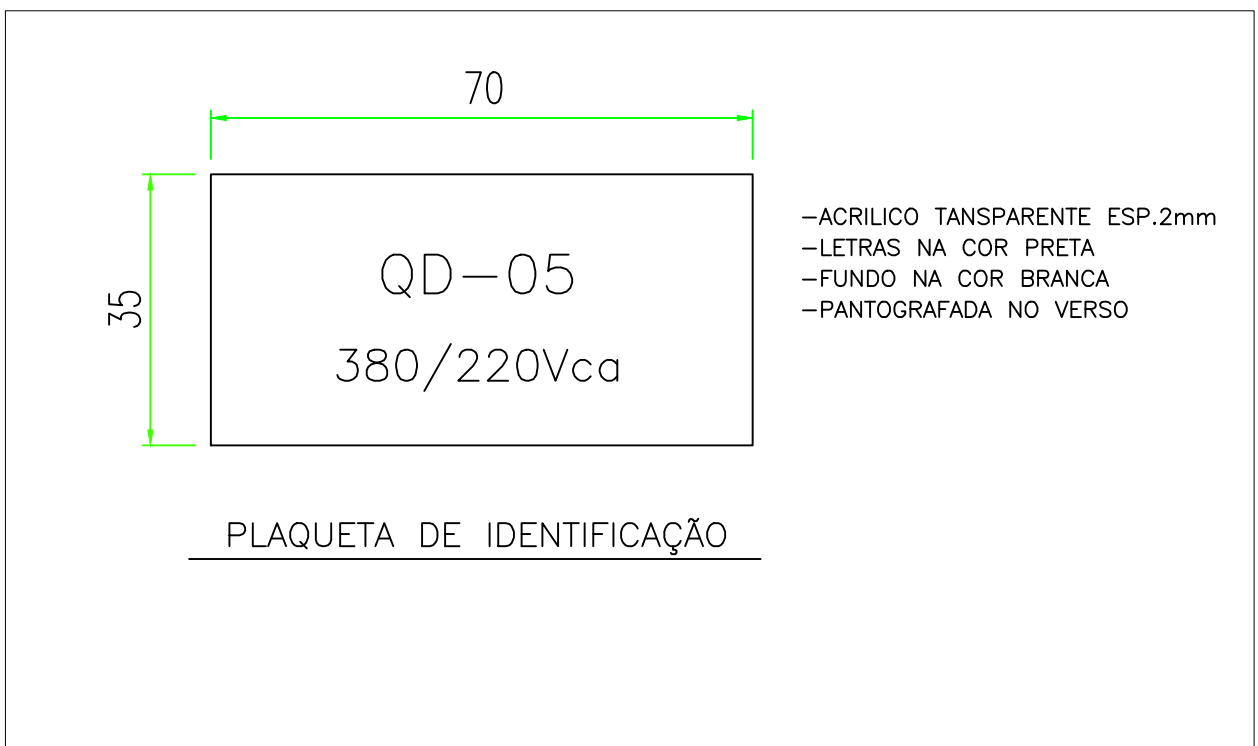 70
35
QD-05
380/220Vca
-ACRILICO TANSPARENTE ESP.2mm
-LETRAS NA COR PRETA
-FUNDO NA COR BRANCA
-PANTOGRAFADA NO VERSO
PLAQUETA DE IDENTIFICAÇÃO